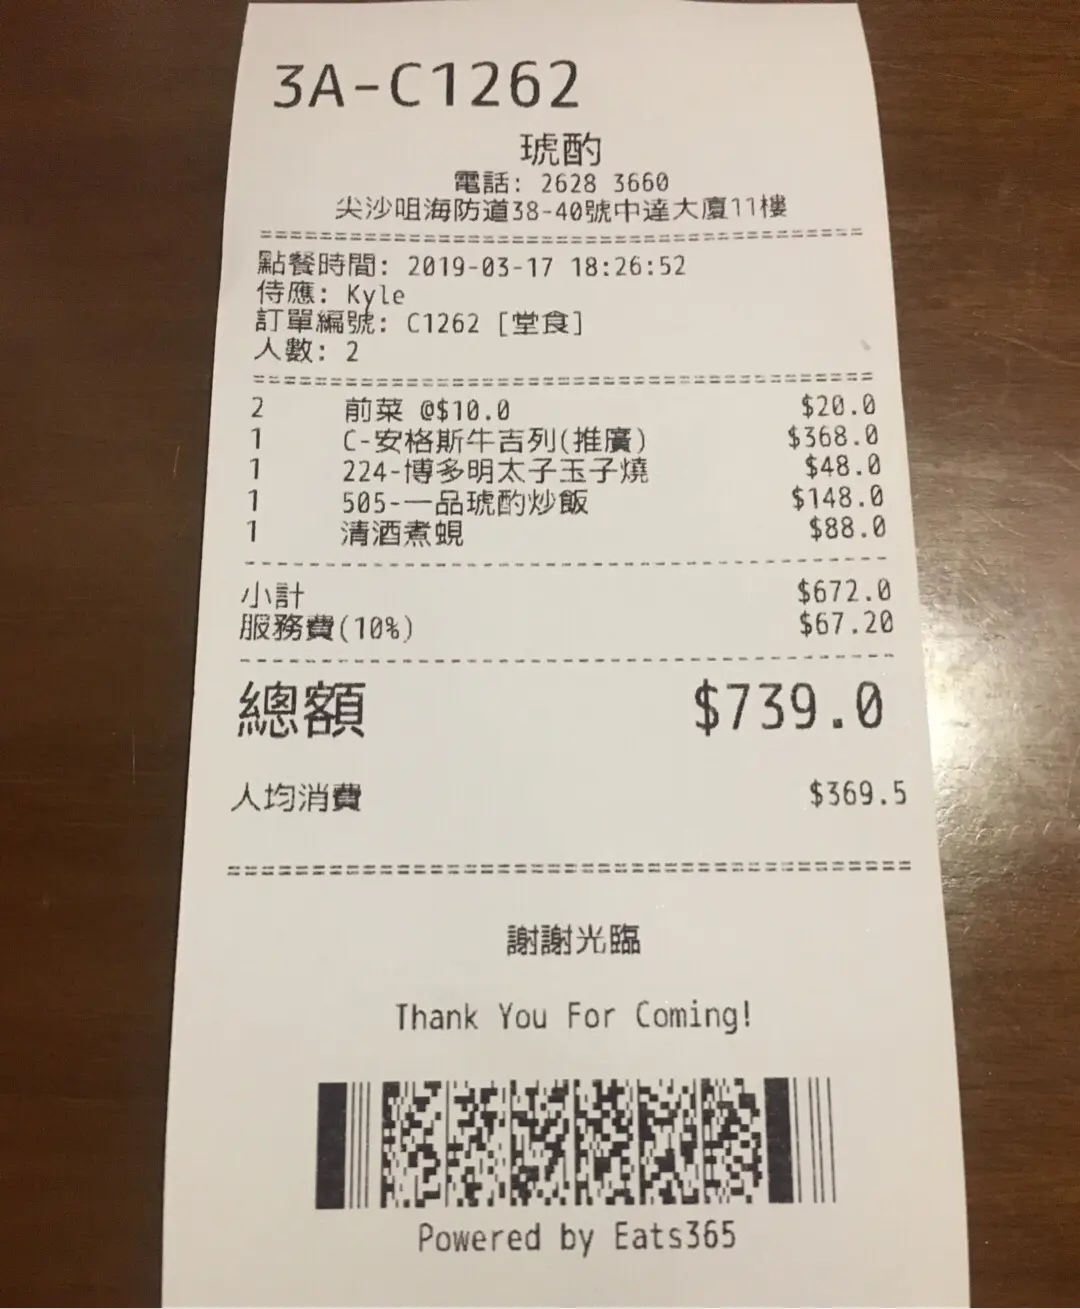 3A-C1262
琥酌
電話: 2628 3660
尖沙咀海防道38-40號中達大廈11樓
點餐時間: 2019-03-17 18:26:52
侍應: Kyle
訂單編號: C1262 [堂食]
人數: 2
2 前菜 @$10.0 $20.0
1 C-安格斯牛吉列(推廣) $368.0
1 224-博多明太子玉子燒 $48.0
1 505-一品琥酌炒飯 $148.0
1 清酒煮蜆 $88.0
小計 $672.0
服務費(10%) $67.20
總額 $739.0
人均消費 $369.5
謝謝光臨
Thank You For Coming!
Powered by Eats365